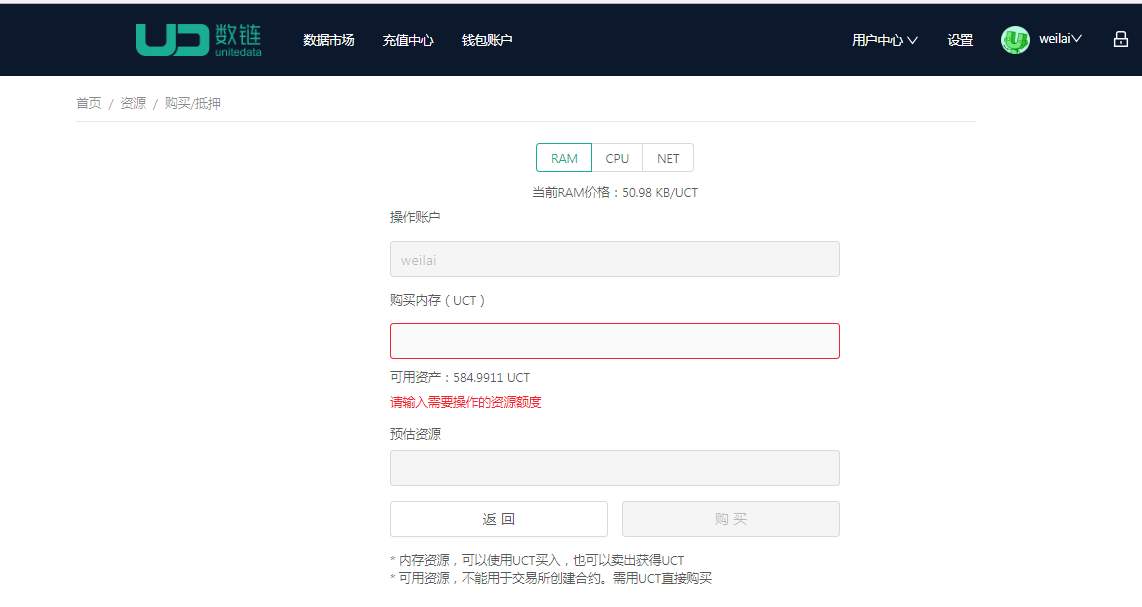 数链
unitedata
数据市场 充值中心 钱包账户 用户中心 设置 weilai
首页 / 资源 / 购买/抵押
RAM CPU NET
当前RAM价格：50.98 KB/UCT
操作账户
weilai
购买内存（UCT）
可用资产：584.9911 UCT
请输入需要操作的资源额度
预估资源
返 回 购 买
* 内存资源，可以使用UCT买入，也可以卖出获得UCT
* 可用资源，不能用于交易所创建合约。需用UCT直接购买